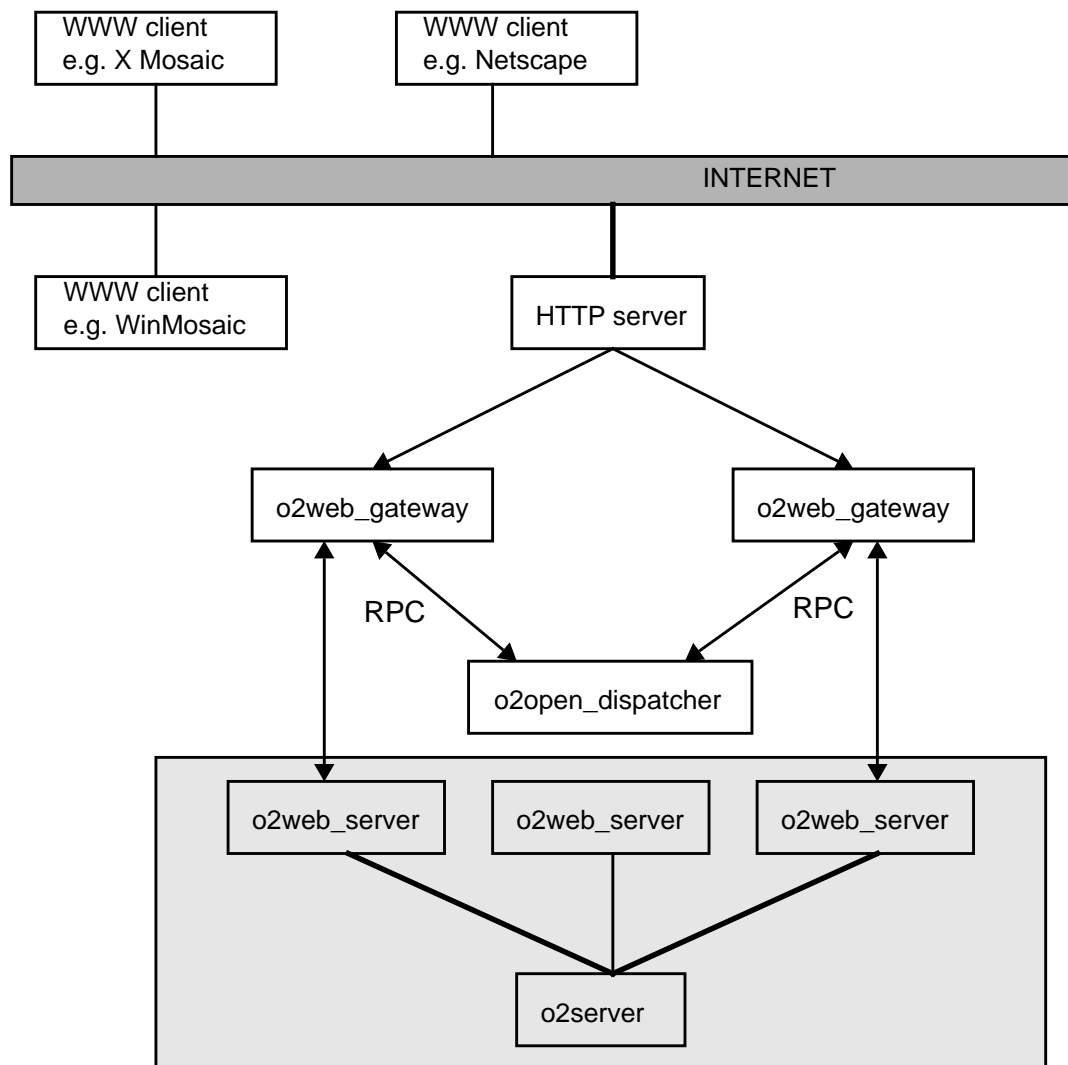 WWW client
e.g. X Mosaic
WWW client
e.g. Netscape
INTERNET
WWW client
e.g. WinMosaic
HTTP server
o2web_gateway
o2web_gateway
RPC
RPC
o2open_dispatcher
o2web_server
o2web_server
o2web_server
o2server